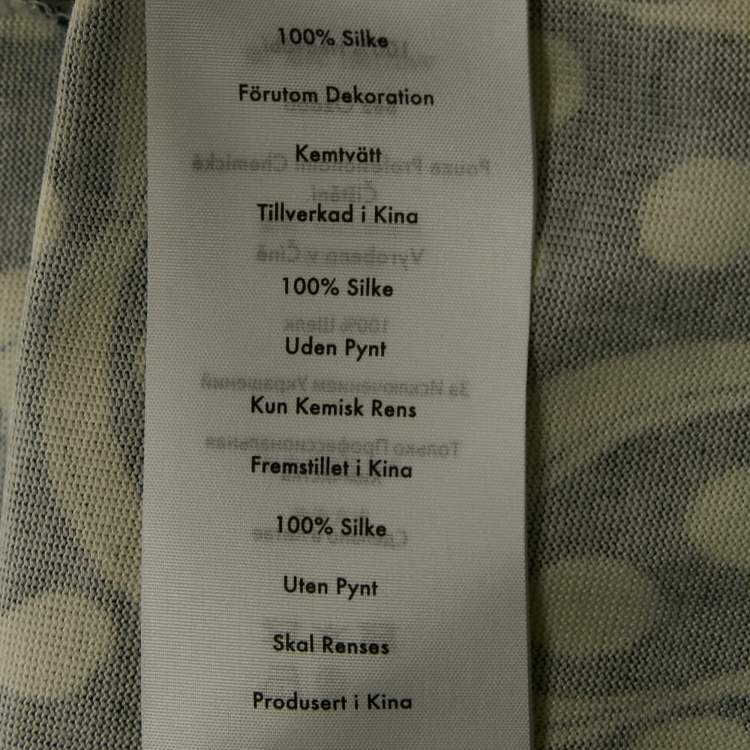 100% Silke
Förutom Dekoration
Kemtvätt
Tillverkad i Kina
100% Silke
Uden Pynt
Kun Kemisk Rens
Fremstillet i Kina
100% Silke
Uten Pynt
Skal Renses
Produsert i Kina